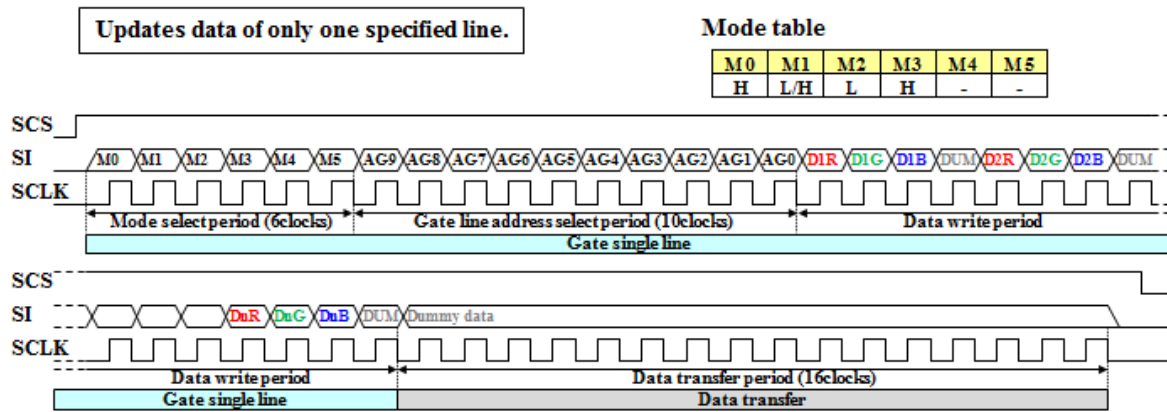 Updates data of only one specified line.
Mode table
M0 M1 M2 M3 M4 M5
H L/H L H - -
SCS
SI M0 M1 M2 M3 M4 M5 AG9 AG8 AG7 AG6 AG5 AG4 AG3 AG2 AG1 AG0 D1R D1G D1B DUM D2R D2G D2B DUM
SCLK
Mode select period (6clocks) Gate line address select period (10clocks) Data write period
Gate single line
SCS
SI DnR DnG DnB DUM Dummy data
SCLK
Data write period Data transfer period (16clocks)
Gate single line Data transfer